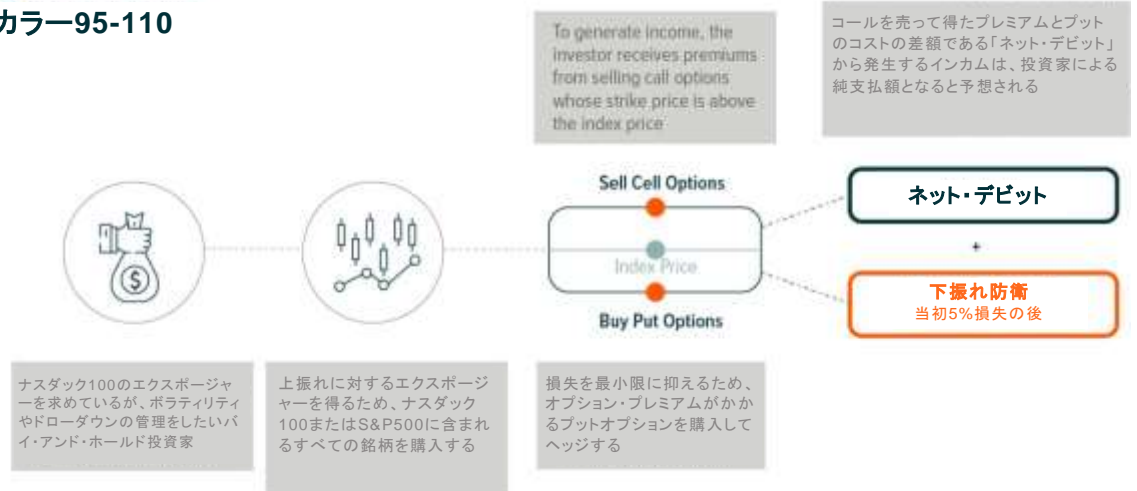 カラー95-110
To generate income, the
investor receives premiums
from selling call options
whose strike price is above
the index price
コールを売って得たプレミアムとプット
のコストの差額である「ネット・デビット」
から発生するインカムは、投資家による
純支払額となると予想される
Sell Cell Options
Index Price
Buy Put Options
ネット・デビット
+
下振れ防衛
当初5%損失の後
$
ナスダック100のエクスポージャ
ーを求めているが、ボラティリティ
やドローダウンの管理をしたいバ
イ・アンド・ホールド投資家
上振れに対するエクスポージ
ャーを得るため、ナスダック
100またはS&P500に含まれ
るすべての銘柄を購入する
損失を最小限に抑えるため、
オプション・プレミアムがかか
るプットオプションを購入して
ヘッジする